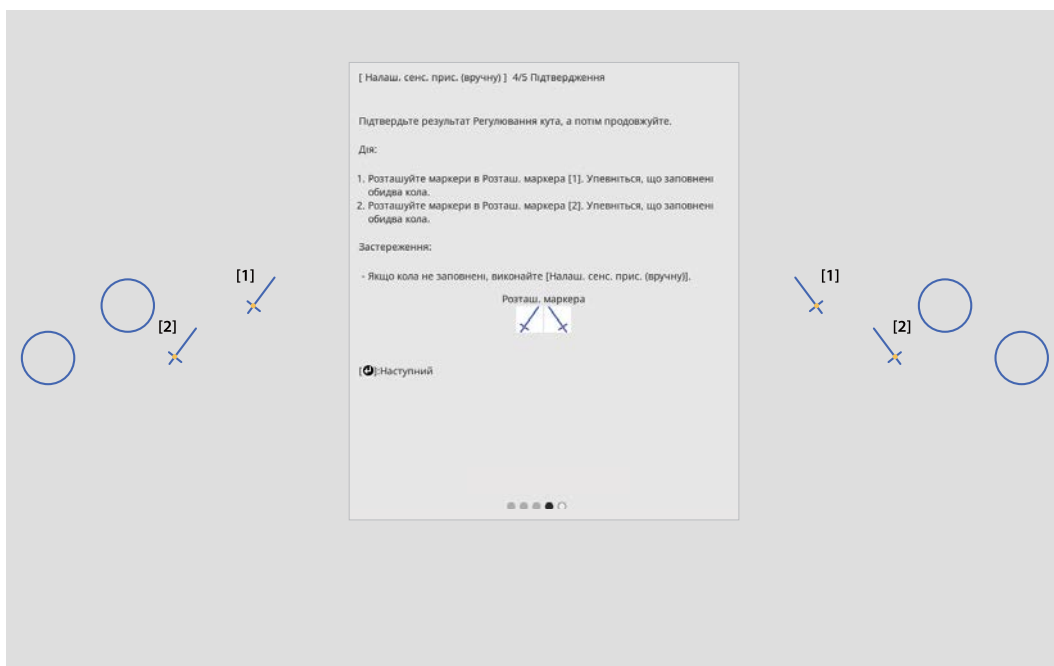 [ Налаш. сенс. прис. (вручну) ] 4/5 Підтвердження
Підтвердьте результат Регулювання кута, а потім продовжуйте.
Дія:
1. Розташуйте маркери в Розташ. маркера [1]. Упевніться, що заповнені
обидва кола.
2. Розташуйте маркери в Розташ. маркера [2]. Упевніться, що заповнені
обидва кола.
Застереження:
- Якщо кола не заповнені, виконайте [Налаш. сенс. прис. (вручну)].
Розташ. маркера
[1]
[2]
[1]
[2]
[ ]:Наступний